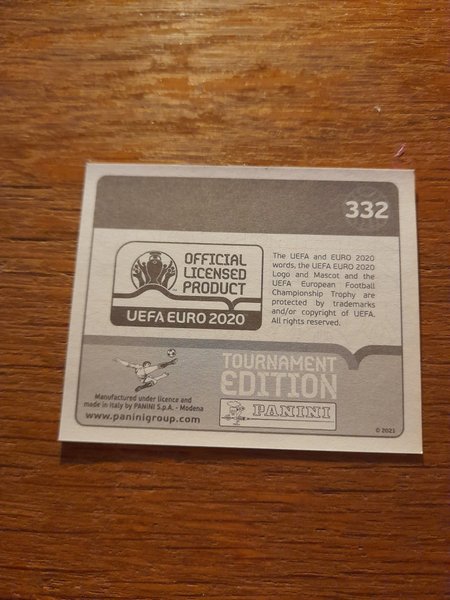 332
OFFICIAL
LICENSED
PRODUCT
UEFA EURO 2020
The UEFA and EURO 2020
words, the UEFA EURO 2020
Logo and Mascot and the
UEFA European Football
Championship Trophy are
protected by trademarks
and/or copyright of UEFA.
All rights reserved.
TOURNAMENT
EDITION
PANINI
Manufactured under licence and
made in Italy by PANINI S.p.A. - Modena
www.paninigroup.com
© 2021